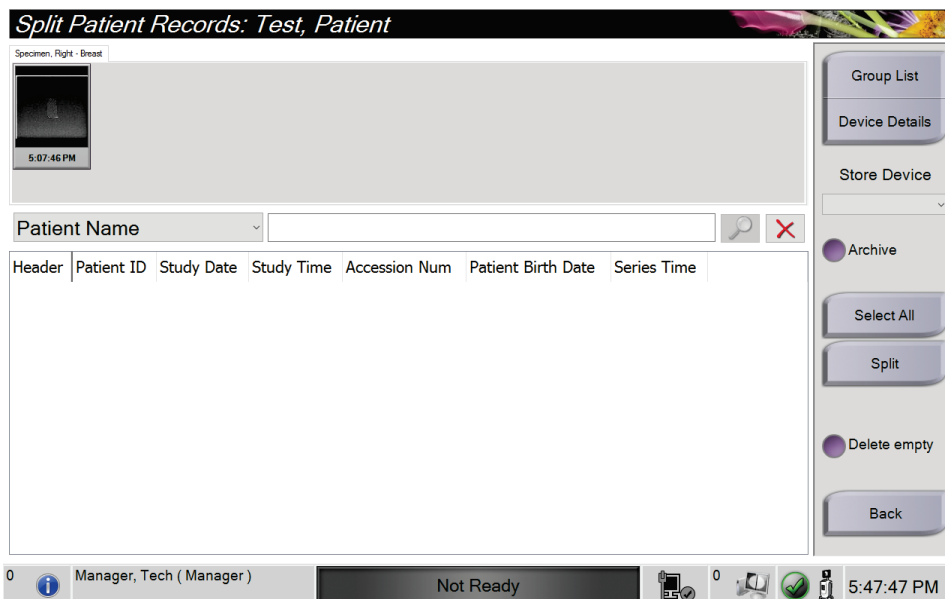 Split Patient Records: Test, Patient
Specimen, Right - Breast
5:07:46 PM
Patient Name
Header Patient ID Study Date Study Time Accession Num Patient Birth Date Series Time
Group List
Device Details
Store Device
Archive
Select All
Split
Delete empty
Back
0
Manager, Tech ( Manager )
Not Ready
0
5:47:47 PM